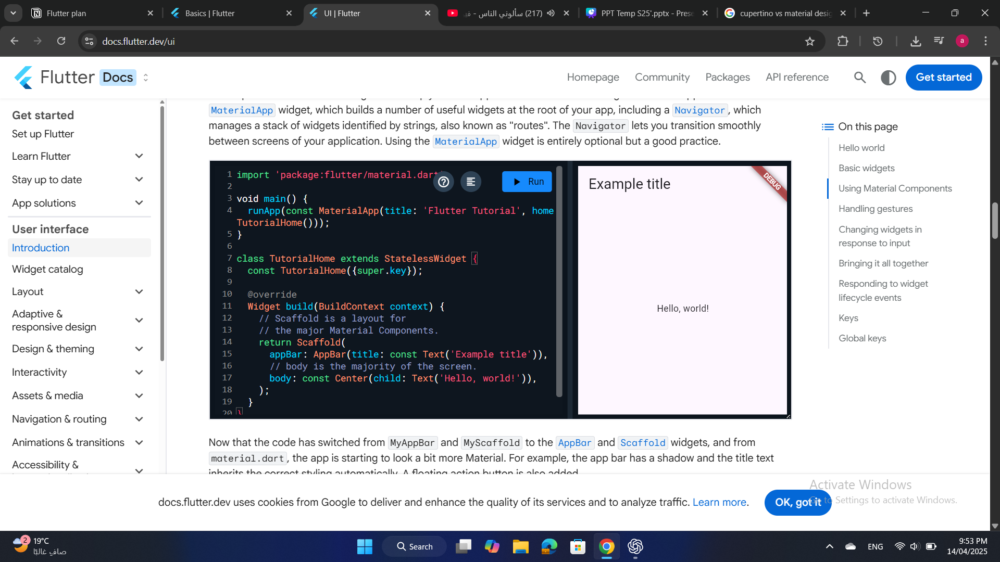 Flutter plan
Basics | Flutter
UI | Flutter
(217) سألوني الناس - في
PPT Temp S25'.pptx - Prese
cupertino vs material desig
docs.flutter.dev/ui
a
Flutter Docs
Homepage
Community
Packages
API reference
Get started
Get started
Set up Flutter
Learn Flutter
Stay up to date
App solutions
User interface
Introduction
Widget catalog
Layout
Adaptive &
responsive design
Design & theming
Interactivity
Assets & media
Navigation & routing
Animations & transitions
Accessibility &
MaterialApp widget, which builds a number of useful widgets at the root of your app, including a Navigator, which
manages a stack of widgets identified by strings, also known as "routes". The Navigator lets you transition smoothly
between screens of your application. Using the MaterialApp widget is entirely optional but a good practice.
1 import 'package:flutter/material.dart'
2
3 void main() {
4 runApp(const MaterialApp(title: 'Flutter Tutorial', home
TutorialHome()));
5 }
6
7 class TutorialHome extends StatelessWidget {
8 const TutorialHome({super.key});
9
10 @override
11 Widget build(BuildContext context) {
12 // Scaffold is a layout for
13 // the major Material Components.
14 return Scaffold(
15 appBar: AppBar(title: const Text('Example title')),
16 // body is the majority of the screen.
17 body: const Center(child: Text('Hello, world!')),
18 );
19 }
20 }
Run
Example title
DEBUG
Hello, world!
Now that the code has switched from MyAppBar and MyScaffold to the AppBar and Scaffold widgets, and from
material.dart, the app is starting to look a bit more Material. For example, the app bar has a shadow and the title text
inherits the correct styling automatically. A floating action button is also added.
On this page
Hello world
Basic widgets
Using Material Components
Handling gestures
Changing widgets in
response to input
Bringing it all together
Responding to widget
lifecycle events
Keys
Global keys
docs.flutter.dev uses cookies from Google to deliver and enhance the quality of its services and to analyze traffic. Learn more.
OK, got it
Activate Windows
Go to Settings to activate Windows.
2
19°C
صافٍ غالبًا
Search
ENG
9:53 PM
14/04/2025